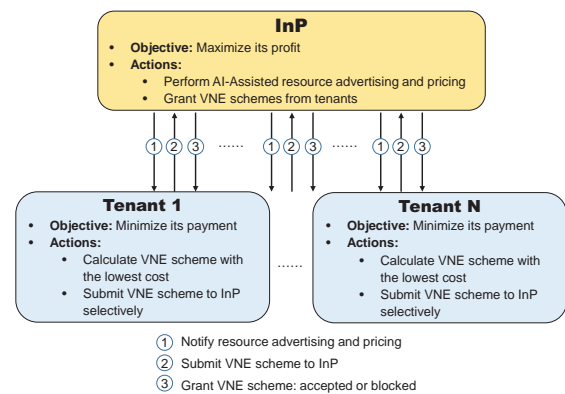 InP
• Objective: Maximize its profit
• Actions:
• Perform AI-Assisted resource advertising and pricing
• Grant VNE schemes from tenants
1 2 3 ...... 1 2 3 ...... 1 2 3
Tenant 1
• Objective: Minimize its payment
• Actions:
• Calculate VNE scheme with
the lowest cost
• Submit VNE scheme to InP
selectively
......
Tenant N
• Objective: Minimize its payment
• Actions:
• Calculate VNE scheme with
the lowest cost
• Submit VNE scheme to InP
selectively
1 Notify resource advertising and pricing
2 Submit VNE scheme to InP
3 Grant VNE scheme: accepted or blocked